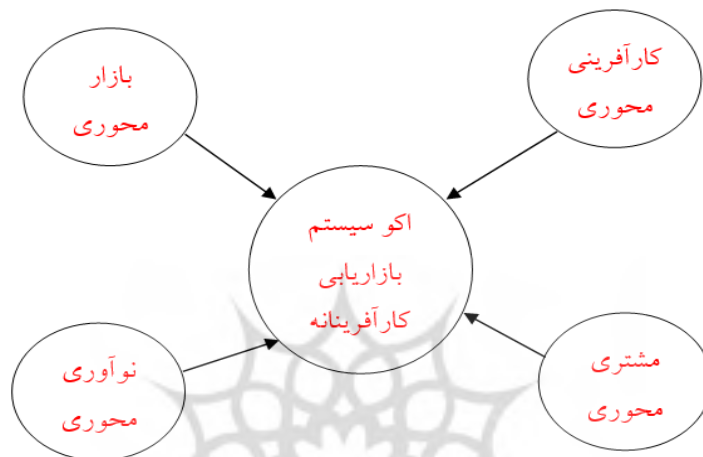 کارآفرینی
محوری
بازار
محوری
اکو سیستم
بازاریابی
کارآفرینانه
مشتری
محوری
نوآوری
محوری